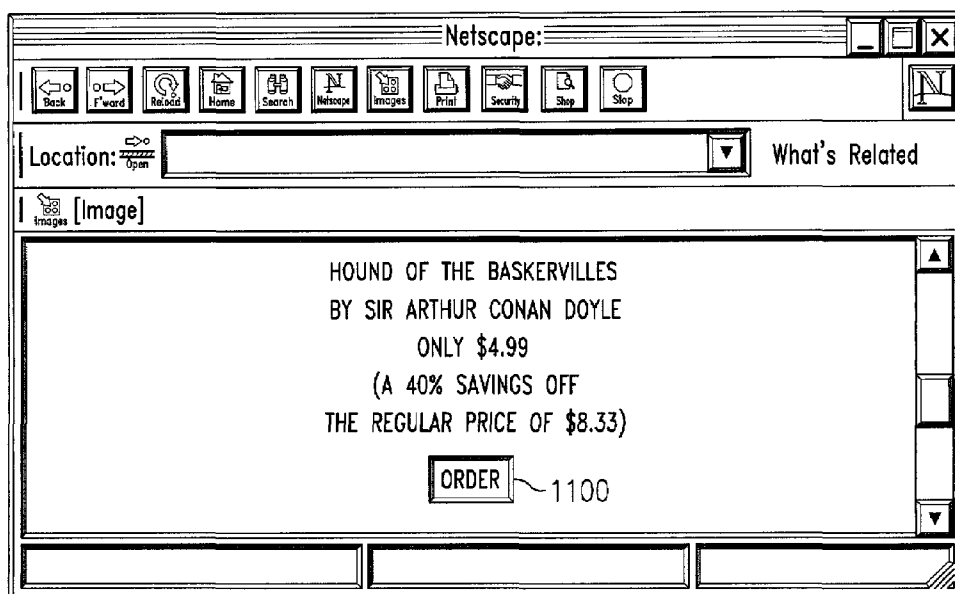 Netscape:
Back F'ward Reload Home Search Netscape Images Print Security Shop Stop N
Location: Open What's Related
Images [Image]
HOUND OF THE BASKERVILLES
BY SIR ARTHUR CONAN DOYLE
ONLY $4.99
(A 40% SAVINGS OFF
THE REGULAR PRICE OF $8.33)
ORDER 1100